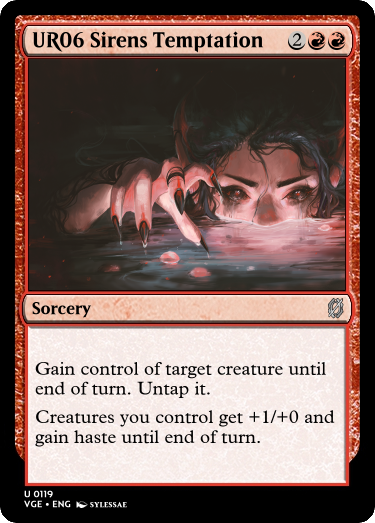 UR06 Sirens Temptation 2
Sorcery
Gain control of target creature until
end of turn. Untap it.
Creatures you control get +1/+0 and
gain haste until end of turn.
U 0119
VGE • ENG SYLESSAE